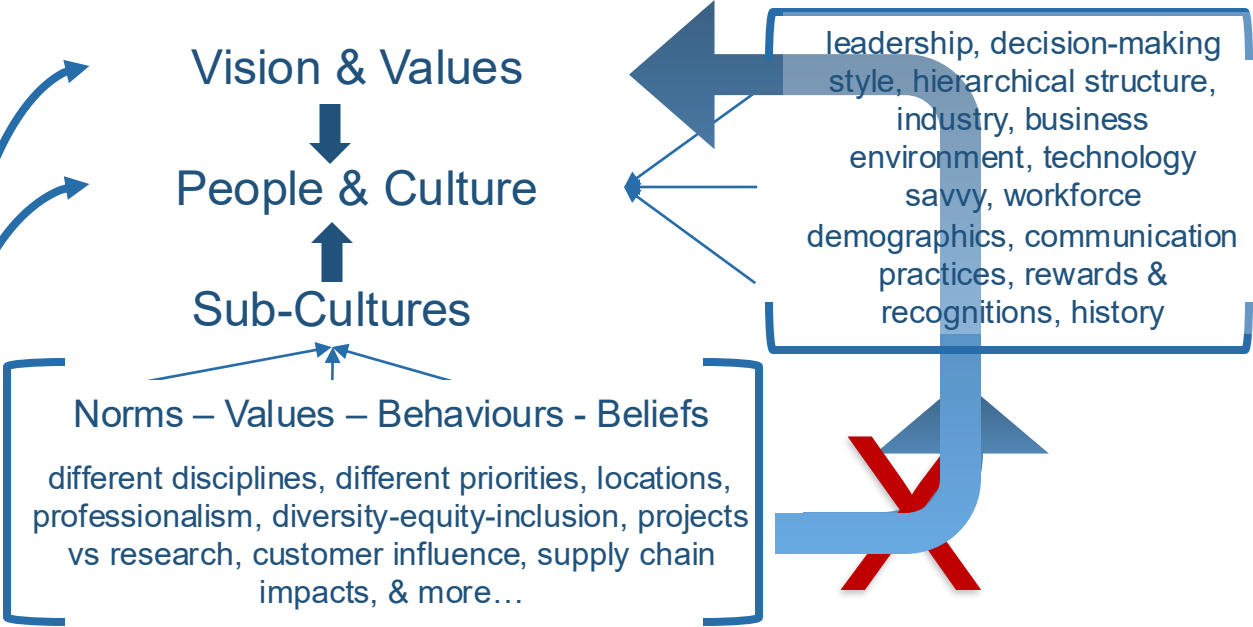 Vision & Values
People & Culture
Sub-Cultures
Norms – Values – Behaviours - Beliefs
different disciplines, different priorities, locations,
professionalism, diversity-equity-inclusion, projects
vs research, customer influence, supply chain
impacts, & more…
leadership, decision-making
style, hierarchical structure,
industry, business
environment, technology
savvy, workforce
demographics, communication
practices, rewards &
recognitions, history